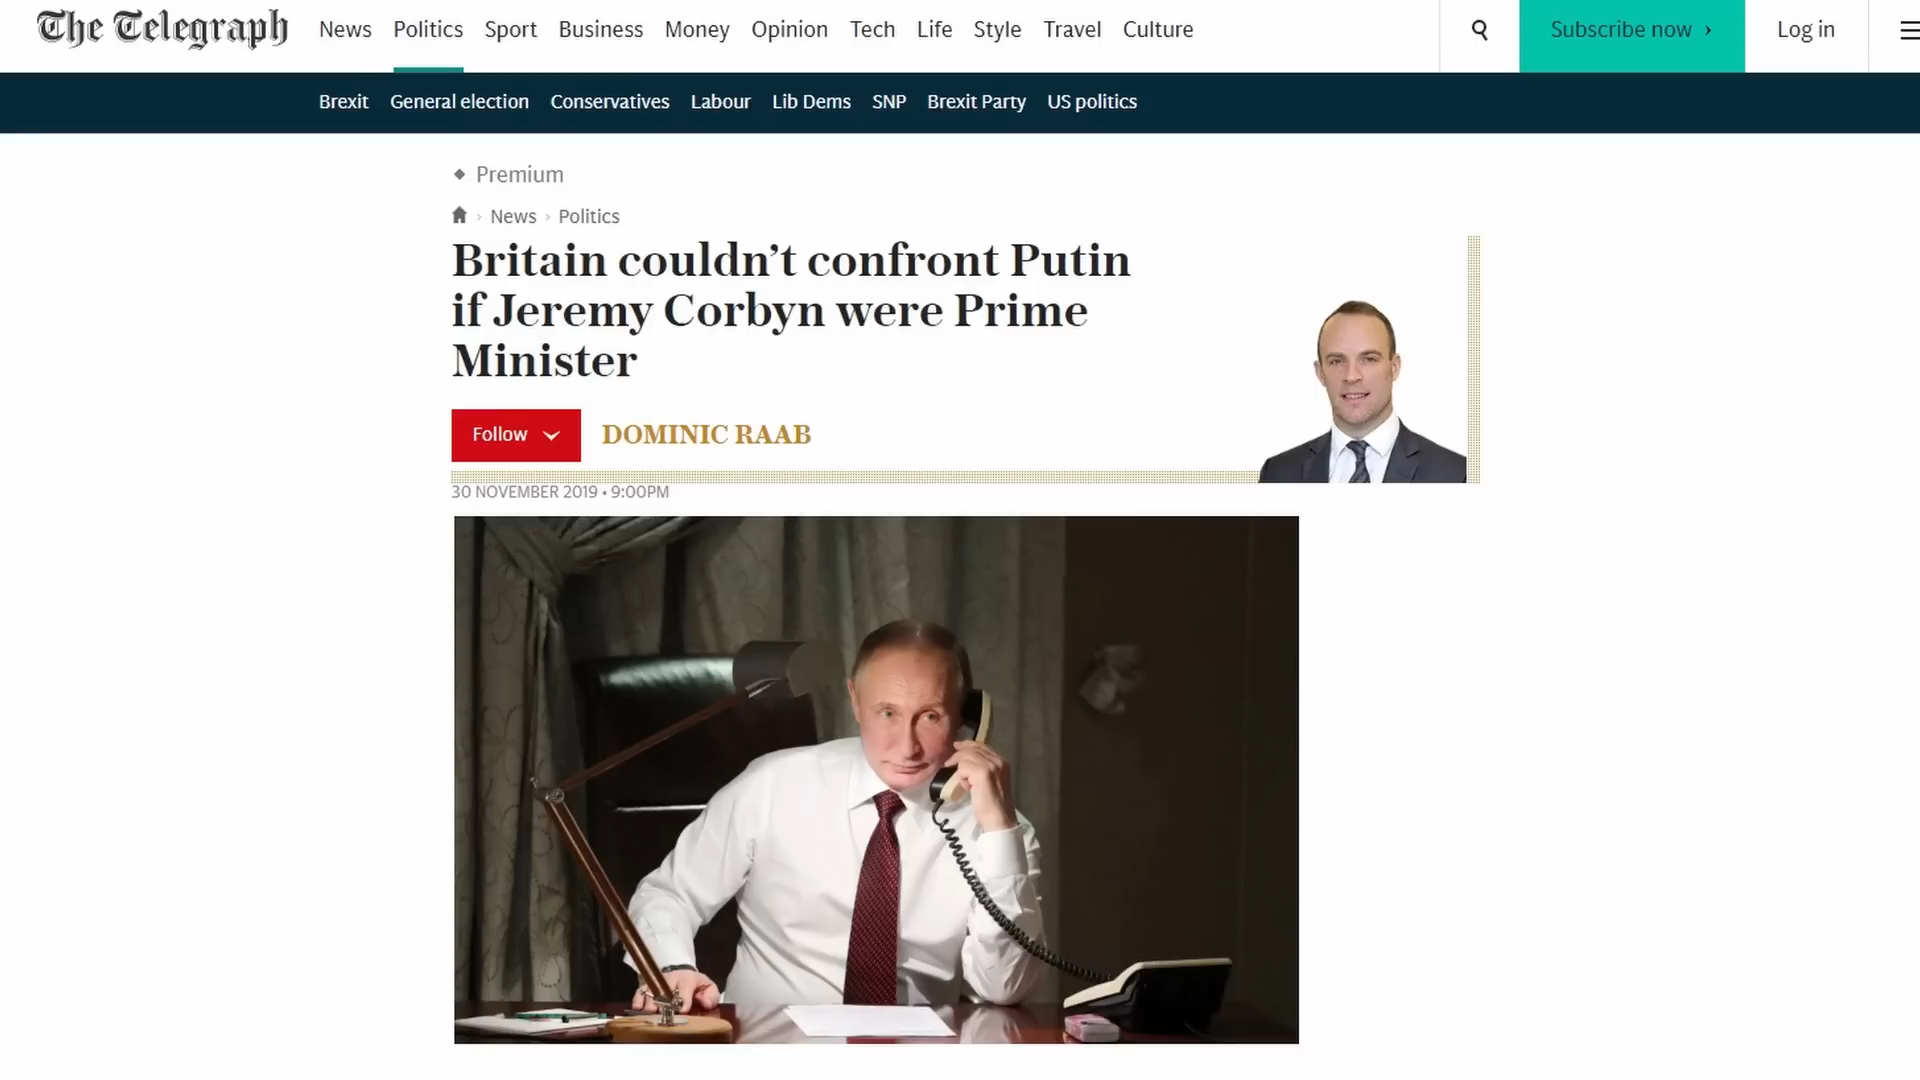 The Telegraph
News Politics Sport Business Money Opinion Tech Life Style Travel Culture
Subscribe now ›
Log in
Brexit General election Conservatives Labour Lib Dems SNP Brexit Party US politics
Premium
News › Politics
Britain couldn’t confront Putin
if Jeremy Corbyn were Prime
Minister
Follow
DOMINIC RAAB
30 NOVEMBER 2019 • 9:00PM